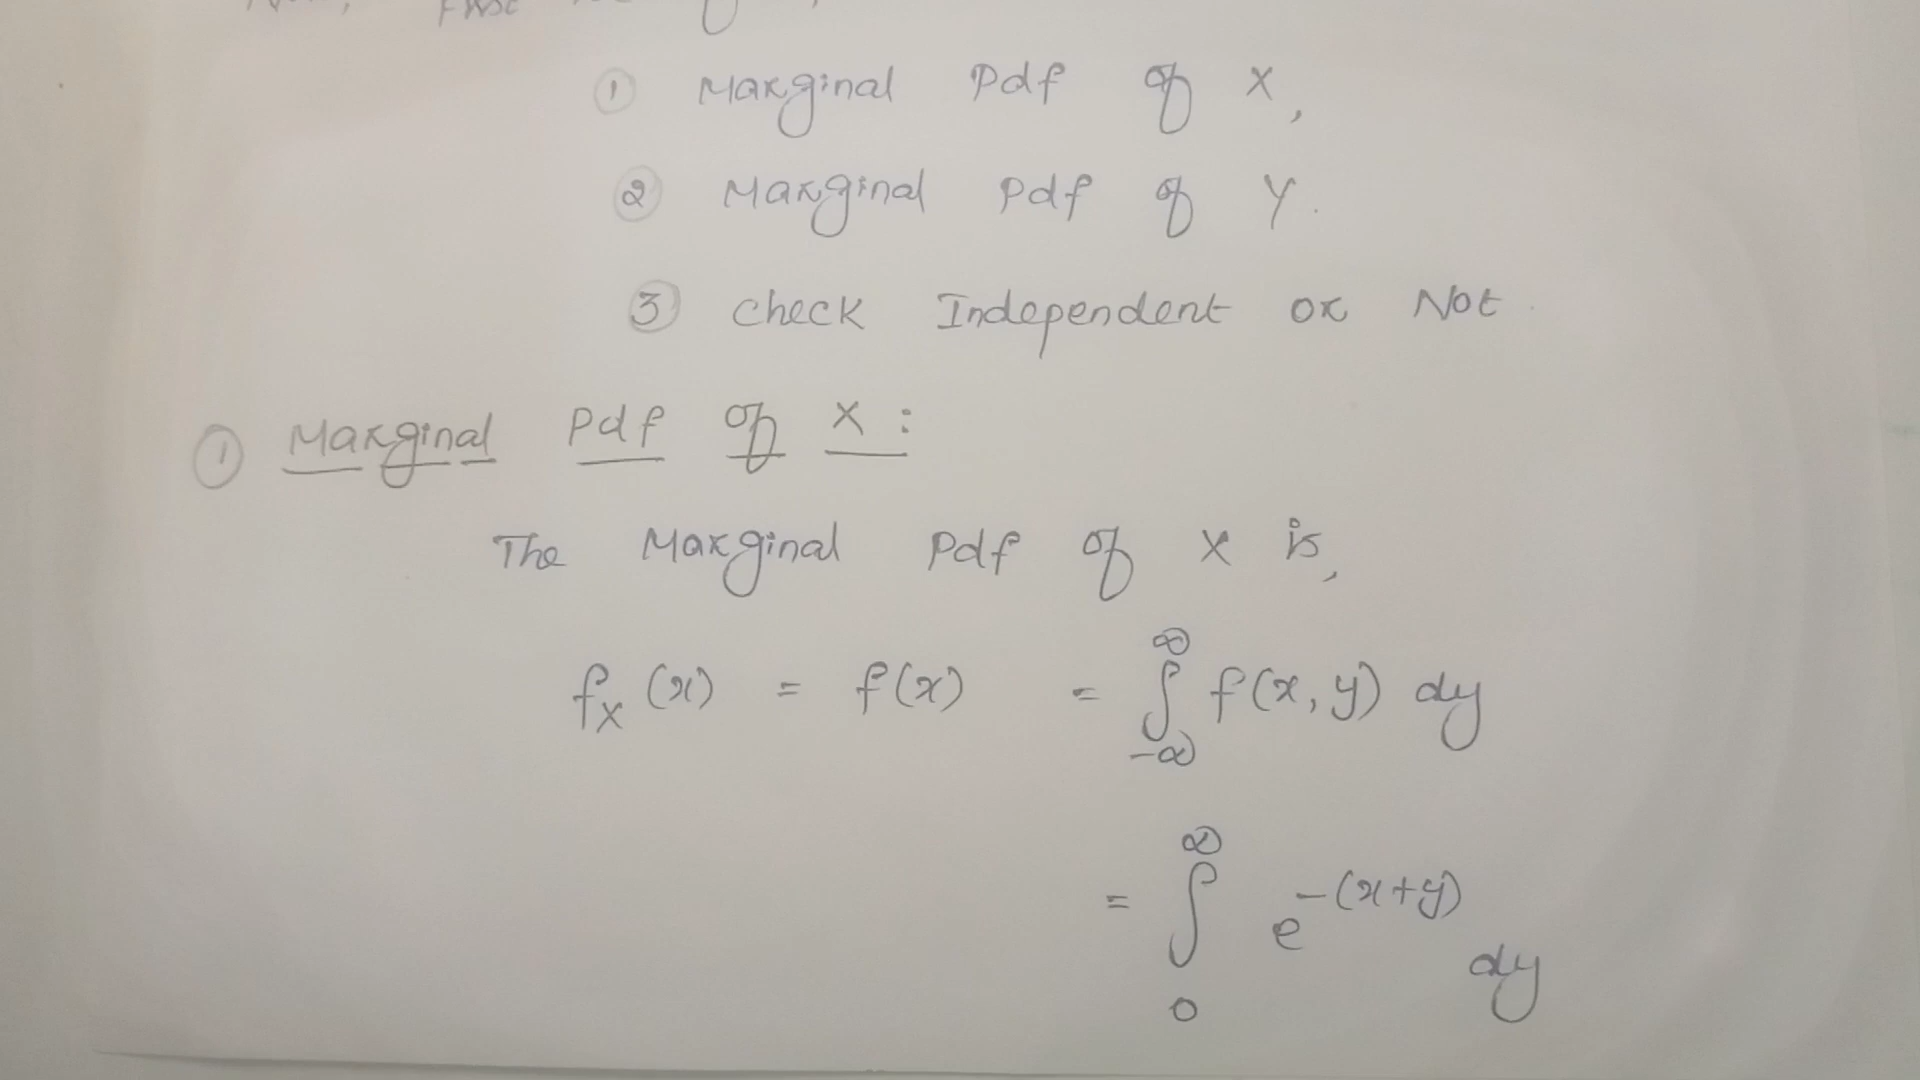 ① Marginal Pdf of X,
② Marginal Pdf of Y.
③ check Independent or Not.
① Marginal Pdf of X :
The Marginal Pdf of X is,
f_X (x) = f(x) = ∫_{-∞}^{∞} f(x, y) dy
= ∫_{0}^{∞} e^{-(x+y)} dy